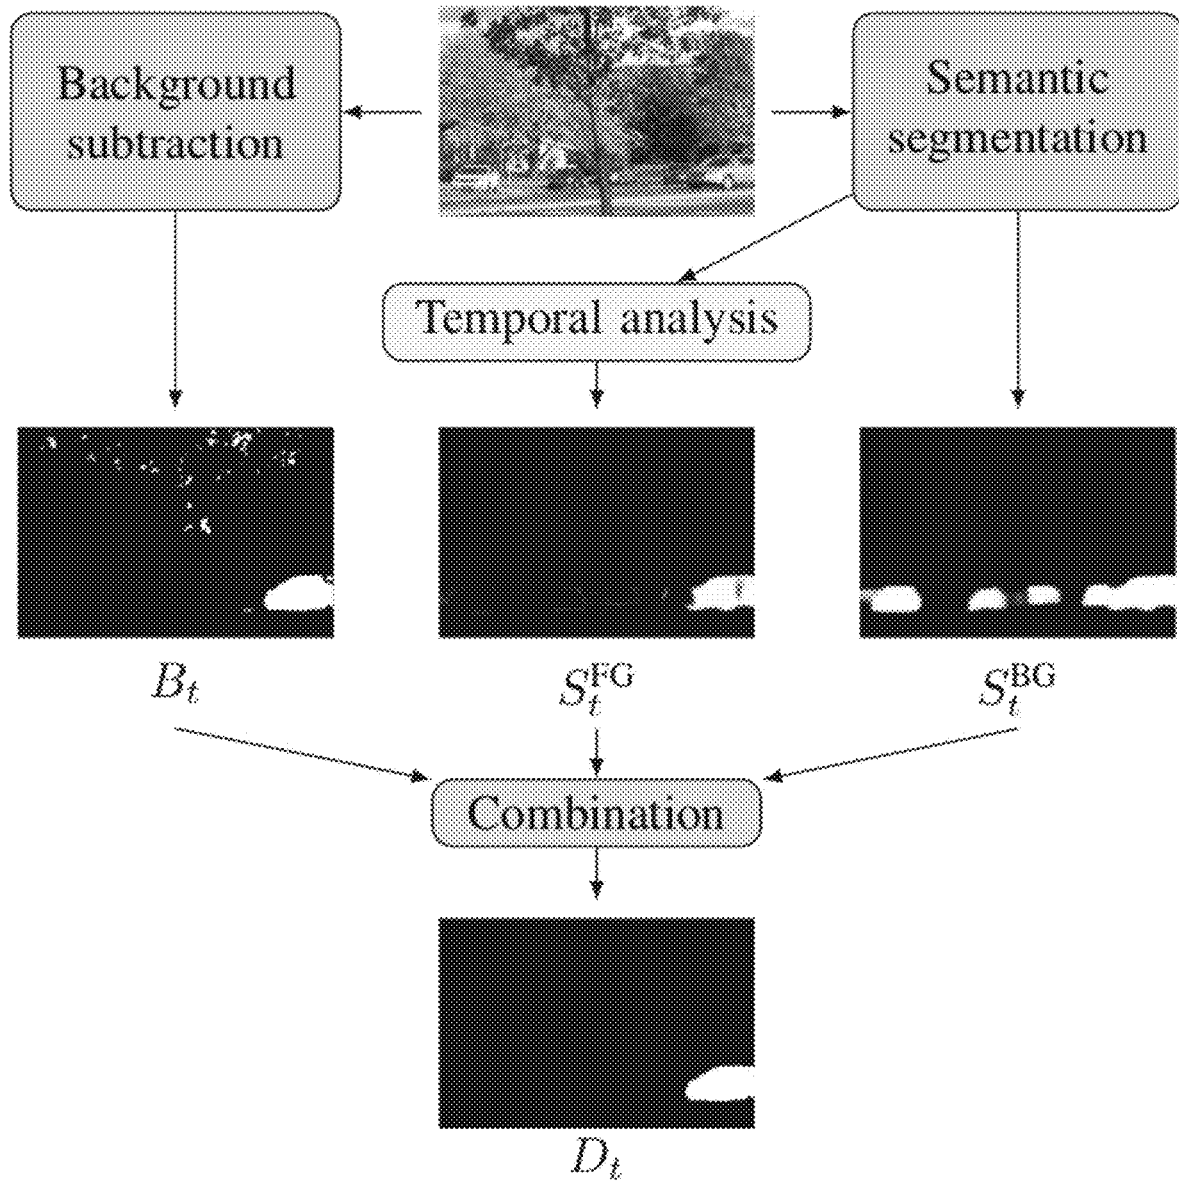 Background
subtraction
Semantic
segmentation
Temporal analysis
B_t
S_t^FG
S_t^BG
Combination
D_t